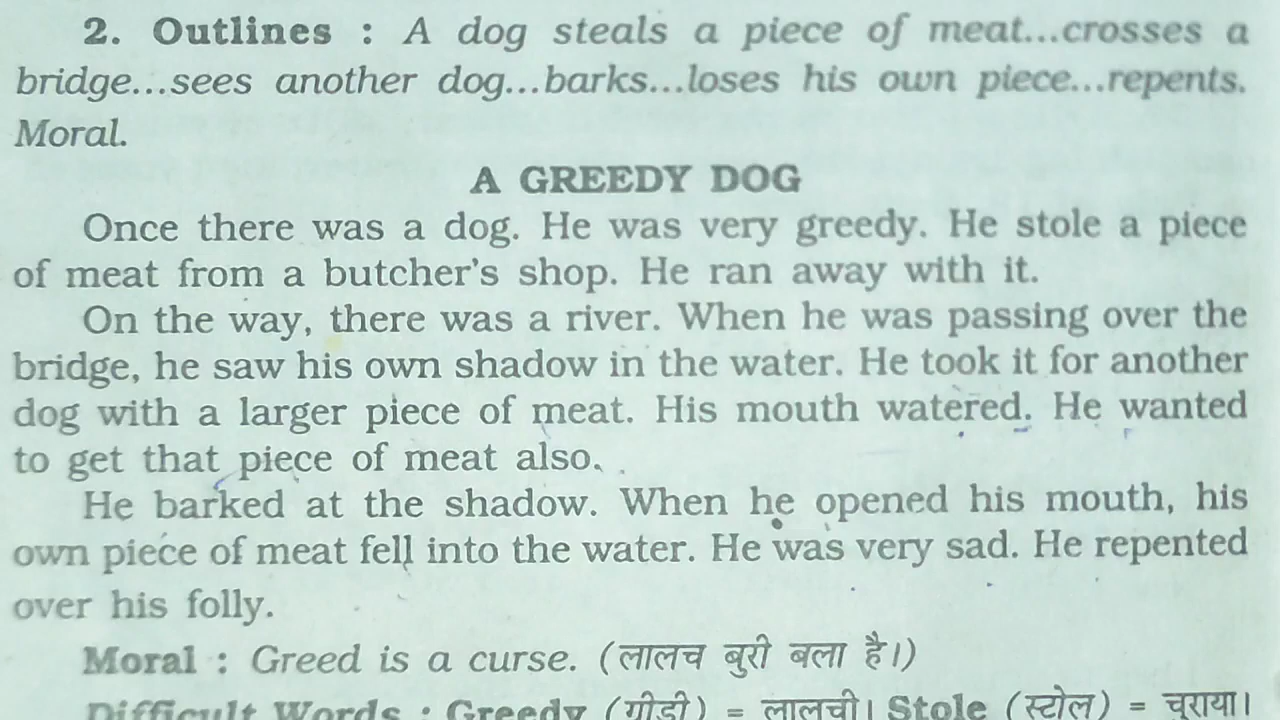 2. Outlines : A dog steals a piece of meat...crosses a
bridge...sees another dog...barks...loses his own piece...repents.
Moral.
A GREEDY DOG
Once there was a dog. He was very greedy. He stole a piece
of meat from a butcher's shop. He ran away with it.
On the way, there was a river. When he was passing over the
bridge, he saw his own shadow in the water. He took it for another
dog with a larger piece of meat. His mouth watered. He wanted
to get that piece of meat also.
He barked at the shadow. When he opened his mouth, his
own piece of meat fell into the water. He was very sad. He repented
over his folly.
Moral : Greed is a curse. (लालच बुरी बला है।)
Difficult Words : Greedy (ग्रीडी) = लालची। Stole (स्टोल) = चुराया।